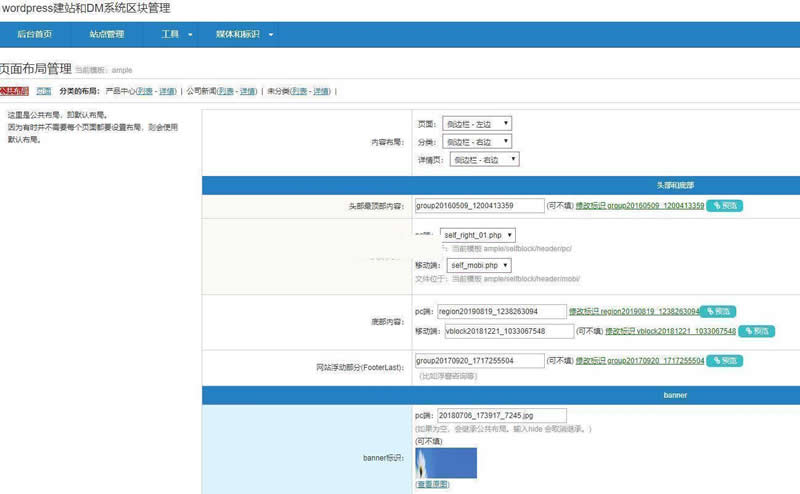 wordpress建站和DM系统区块管理
后台首页 站点管理 工具 媒体和标识
页面布局管理 当前模板：ample
公共布局 页面 分类的布局： 产品中心(列表 - 详情) | 公司新闻(列表 - 详情) | 未分类(列表 - 详情) |
这里是公共布局，即默认布局。
因为有时并不需要每个页面都要设置布局，则会使用
默认布局。
内容布局：
页面： 侧边栏 - 左边
分类： 侧边栏 - 右边
详情页： 侧边栏 - 右边
头部和底部
头部最顶部内容： group20160509_1200413359 (可不填) 修改标识 group20160509_1200413359 预览
self_right_01.php
当前模板 ample/selfblock/header/pc/
移动端： self_mobi.php
文件位于：当前模板 ample/selfblock/header/mobi/
底部内容：
pc端： region20190819_1238263094 修改标识 region20190819_1238263094 预览
移动端： vblock20181221_1033067548 (可不填) 修改标识 vblock20181221_1033067548 预览
网站浮动部分(FooterLast)： group20170920_1717255504 (可不填) 修改标识 group20170920_1717255504 预览
（比如浮窗咨询等）
banner
banner标识：
pc端： 20180706_173917_7245.jpg
(如果为空，会继承公共布局。输入hide 会取消继承。)
(可不填)
(查看原图)